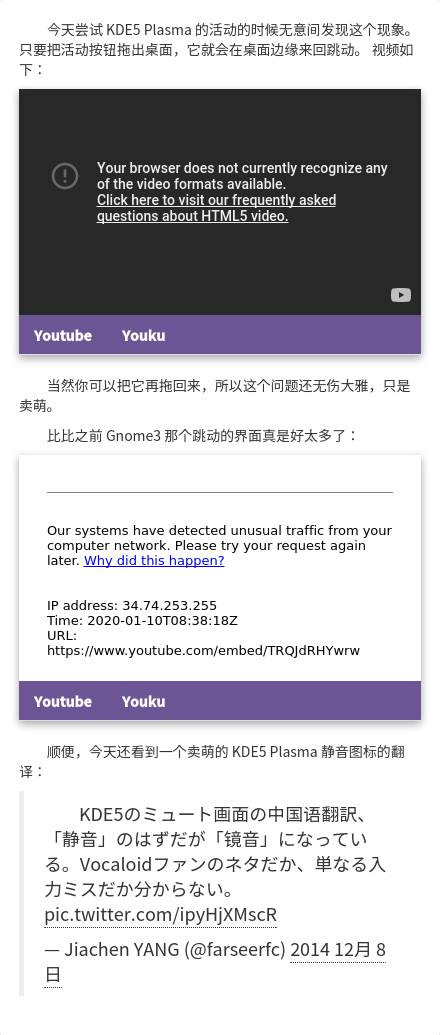 今天尝试 KDE5 Plasma 的活动的时候无意间发现这个现象。
只要把活动按钮拖出桌面，它就会在桌面边缘来回跳动。 视频如
下：
Your browser does not currently recognize any
of the video formats available.
Click here to visit our frequently asked
questions about HTML5 video.
Youtube Youku
当然你可以把它再拖回来，所以这个问题还无伤大雅，只是
卖萌。
比比之前 Gnome3 那个跳动的界面真是好太多了：
Our systems have detected unusual traffic from your
computer network. Please try your request again
later. Why did this happen?
IP address: 34.74.253.255
Time: 2020-01-10T08:38:18Z
URL:
https://www.youtube.com/embed/TRQJdRHYwrw
Youtube Youku
顺便，今天还看到一个卖萌的 KDE5 Plasma 静音图标的翻
译：
KDE5のミュート画面の中国语翻訳、
「静音」のはずだが「镜音」になってい
る。Vocaloidファンのネタだか、単なる入
力ミスだか分からない。
pic.twitter.com/ipyHjXMscR
— Jiachen YANG (@farseerfc) 2014 12月 8
日